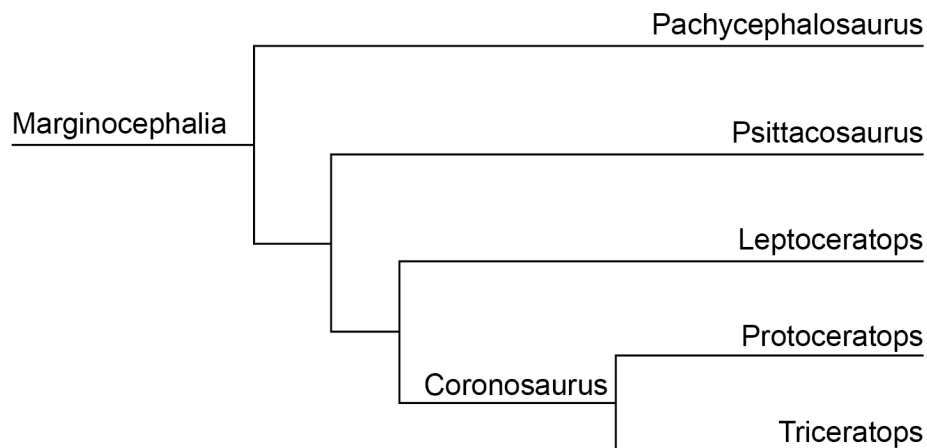 Pachycephalosaurus
Marginocephalia
Psittacosaurus
Leptoceratops
Protoceratops
Coronosaurus
Triceratops